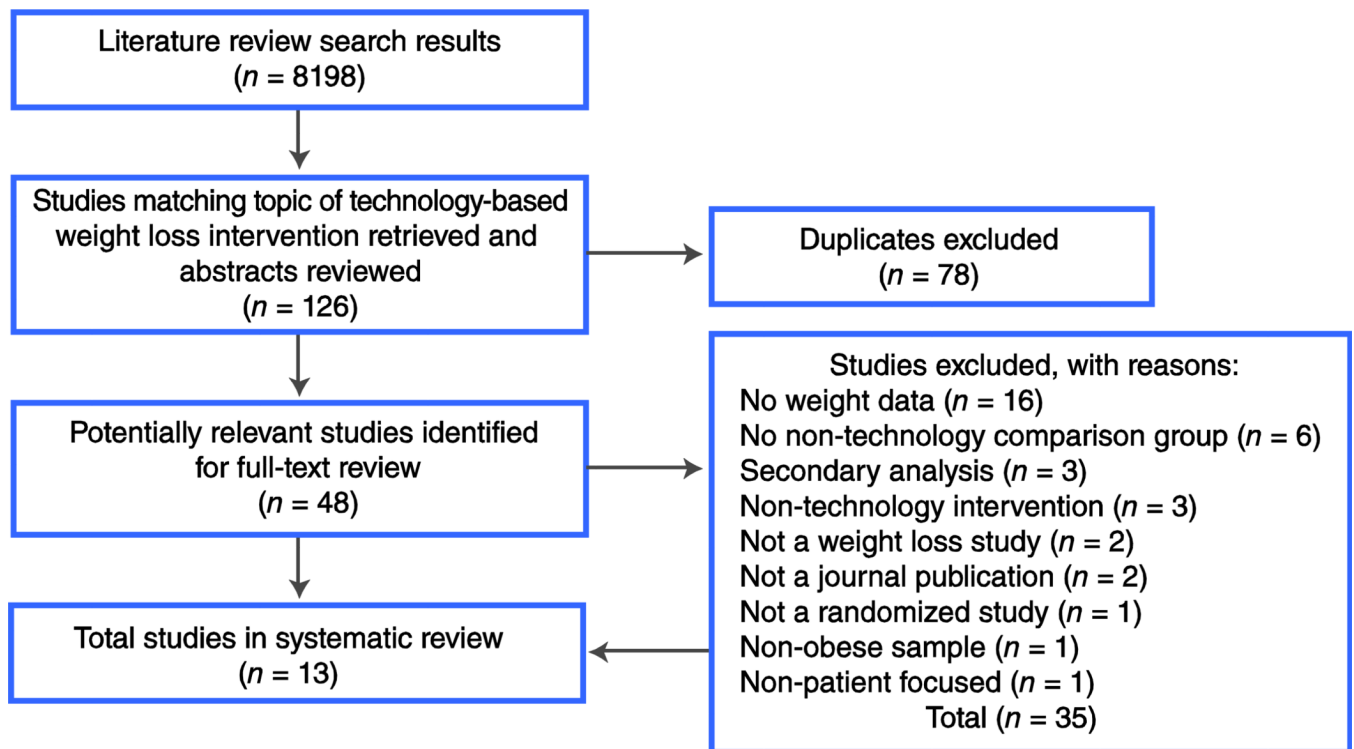 Literature review search results
(n = 8198)
Studies matching topic of technology-based
weight loss intervention retrieved and
abstracts reviewed
(n = 126)
Duplicates excluded
(n = 78)
Potentially relevant studies identified
for full-text review
(n = 48)
Studies excluded, with reasons:
No weight data (n = 16)
No non-technology comparison group (n = 6)
Secondary analysis (n = 3)
Non-technology intervention (n = 3)
Not a weight loss study (n = 2)
Not a journal publication (n = 2)
Not a randomized study (n = 1)
Non-obese sample (n = 1)
Non-patient focused (n = 1)
Total (n = 35)
Total studies in systematic review
(n = 13)